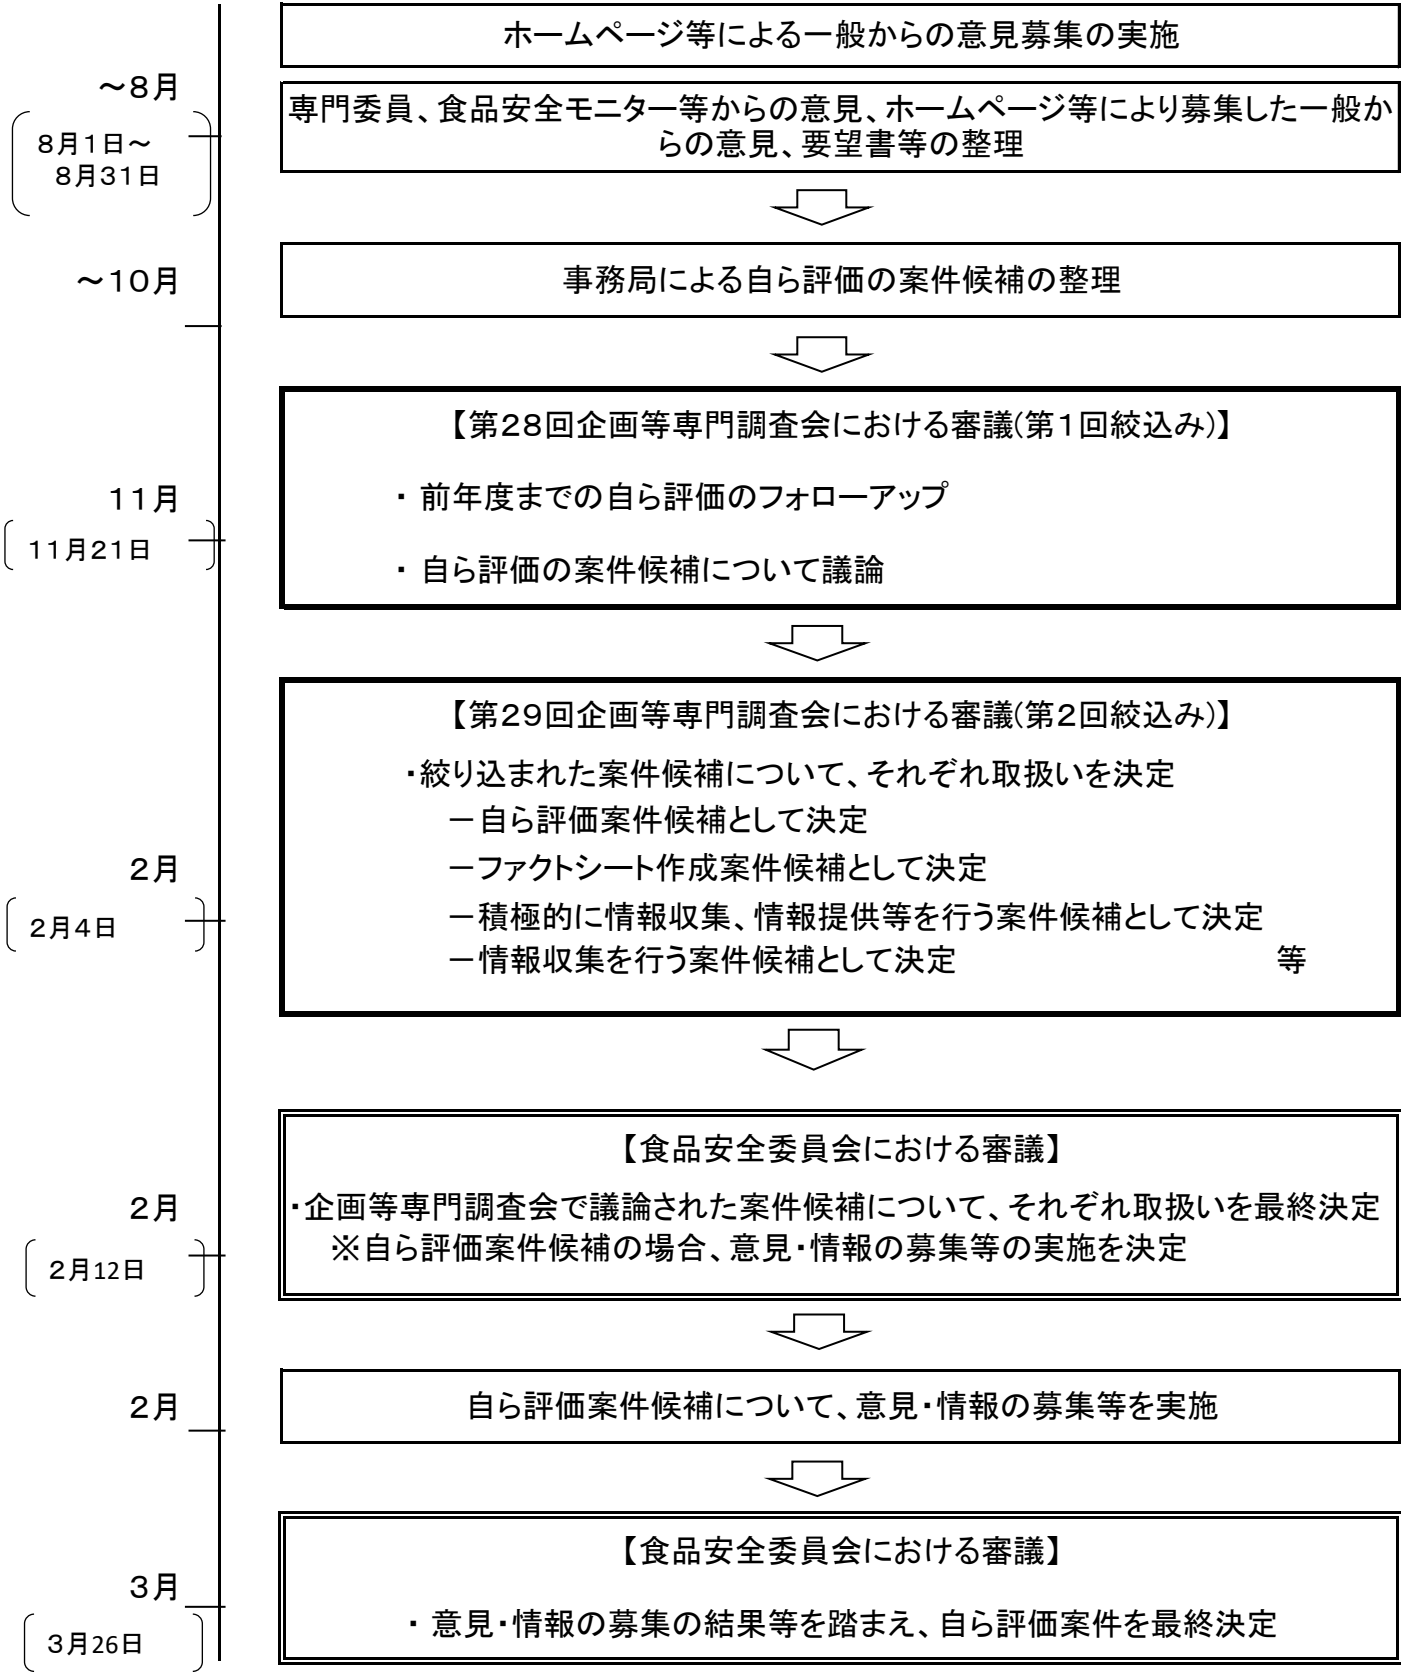 ホームページ等による一般からの意見募集の実施
～8月
専門委員、食品安全モニター等からの意見、ホームページ等により募集した一般か
らの意見、要望書等の整理
8月1日～
8月31日
～10月
事務局による自ら評価の案件候補の整理
【第28回企画等専門調査会における審議(第1回絞込み)】
11月
・ 前年度までの自ら評価のフォローアップ
11月21日
・ 自ら評価の案件候補について議論
【第29回企画等専門調査会における審議(第2回絞込み)】
・絞り込まれた案件候補について、それぞれ取扱いを決定
－自ら評価案件候補として決定
2月
－ファクトシート作成案件候補として決定
2月4日
－積極的に情報収集、情報提供等を行う案件候補として決定
－情報収集を行う案件候補として決定 等
【食品安全委員会における審議】
2月
・企画等専門調査会で議論された案件候補について、それぞれ取扱いを最終決定
2月12日
※自ら評価案件候補の場合、意見・情報の募集等の実施を決定
2月
自ら評価案件候補について、意見・情報の募集等を実施
【食品安全委員会における審議】
3月
・ 意見・情報の募集の結果等を踏まえ、自ら評価案件を最終決定
3月26日